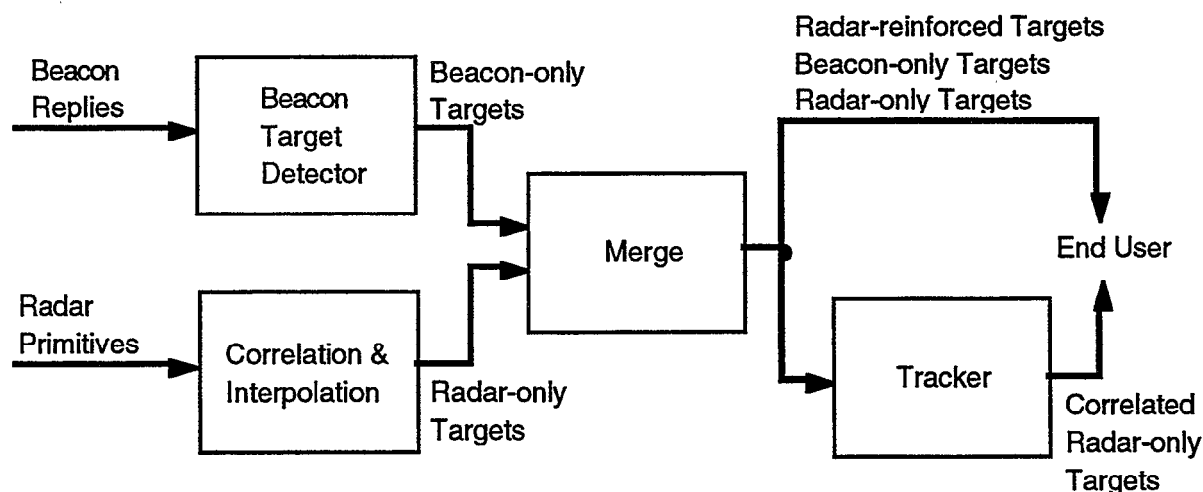 Beacon
Replies
Beacon
Target
Detector
Beacon-only
Targets
Radar
Primitives
Correlation &
Interpolation
Radar-only
Targets
Merge
Radar-reinforced Targets
Beacon-only Targets
Radar-only Targets
End User
Tracker
Correlated
Radar-only
Targets